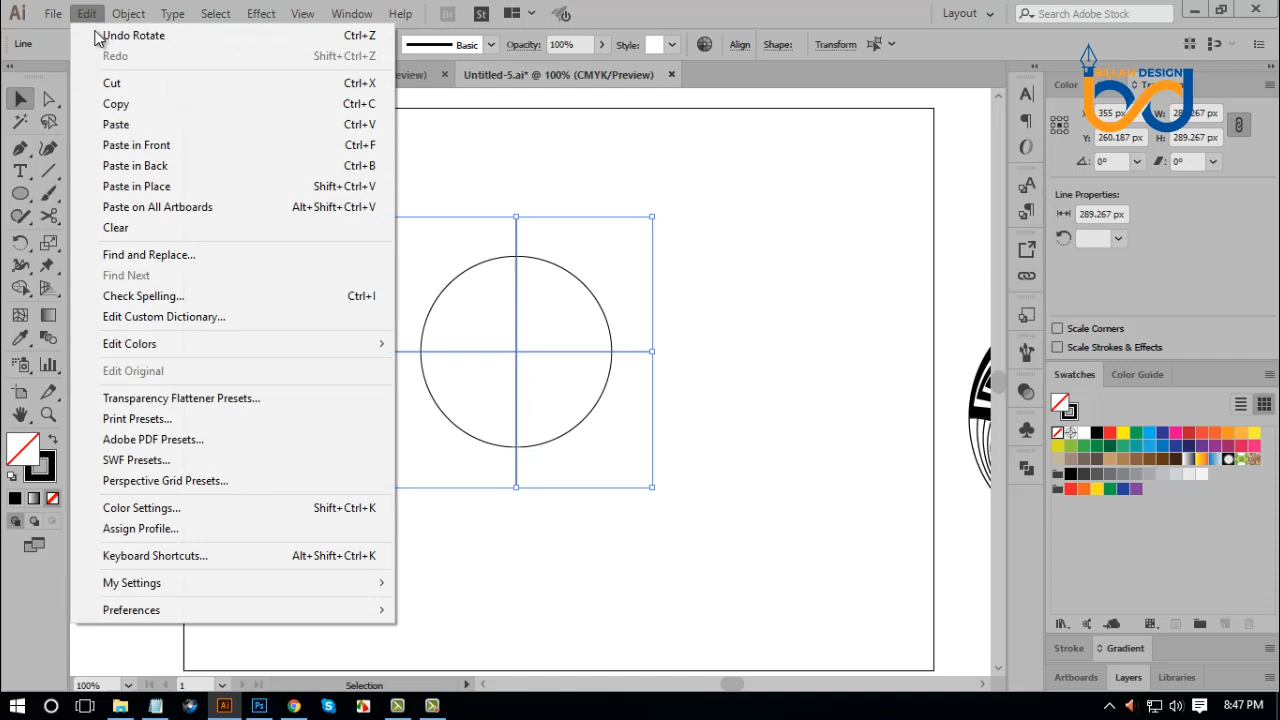 Ai File Edit Object Type Select Effect View Window Help Br St Layout Search Adobe Stock
Line Basic Opacity: 100% Style: Align Shape: Transform
Untitled-5.ai* @ 100% (CMYK/Preview)
Undo Rotate Ctrl+Z
Redo Shift+Ctrl+Z
Cut Ctrl+X
Copy Ctrl+C
Paste Ctrl+V
Paste in Front Ctrl+F
Paste in Back Ctrl+B
Paste in Place Shift+Ctrl+V
Paste on All Artboards Alt+Shift+Ctrl+V
Clear
Find and Replace...
Find Next
Check Spelling... Ctrl+I
Edit Custom Dictionary...
Edit Colors
Edit Original
Transparency Flattener Presets...
Print Presets...
Adobe PDF Presets...
SWF Presets...
Perspective Grid Presets...
Color Settings... Shift+Ctrl+K
Assign Profile...
Keyboard Shortcuts... Alt+Shift+Ctrl+K
My Settings
Preferences
100% 1 Selection
Color
X: 355 px W:
Y: 260.187 px H: 289.267 px
0° 0°
Line Properties:
289.267 px
Scale Corners
Scale Strokes & Effects
Swatches Color Guide
Stroke Gradient
Artboards Layers Libraries
Ai Ps 8:47 PM